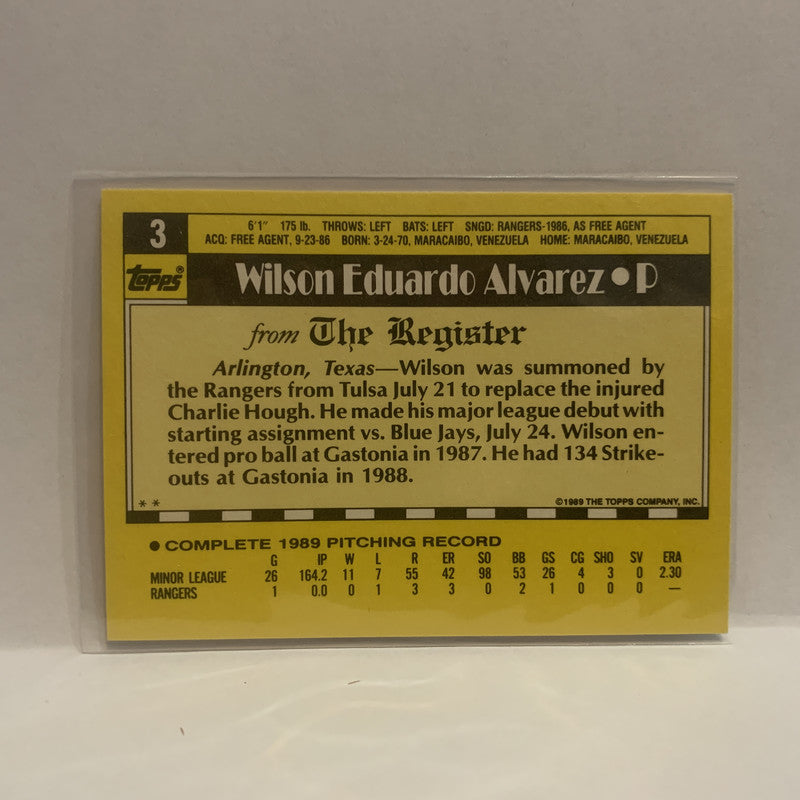 3
6'1" 175 lb. THROWS: LEFT BATS: LEFT SNGD: RANGERS-1986, AS FREE AGENT
ACQ: FREE AGENT, 9-23-86 BORN: 3-24-70, MARACAIBO, VENEZUELA HOME: MARACAIBO, VENEZUELA
topps®
Wilson Eduardo Alvarez • P
from The Register
Arlington, Texas—Wilson was summoned by
the Rangers from Tulsa July 21 to replace the injured
Charlie Hough. He made his major league debut with
starting assignment vs. Blue Jays, July 24. Wilson en-
tered pro ball at Gastonia in 1987. He had 134 Strike-
outs at Gastonia in 1988.
** ©1989 THE TOPPS COMPANY, INC.
• COMPLETE 1989 PITCHING RECORD
G IP W L R ER SO BB GS CG SHO SV ERA
MINOR LEAGUE 26 164.2 11 7 55 42 98 53 26 4 3 0 2.30
RANGERS 1 0.0 0 1 3 3 0 2 1 0 0 0 —